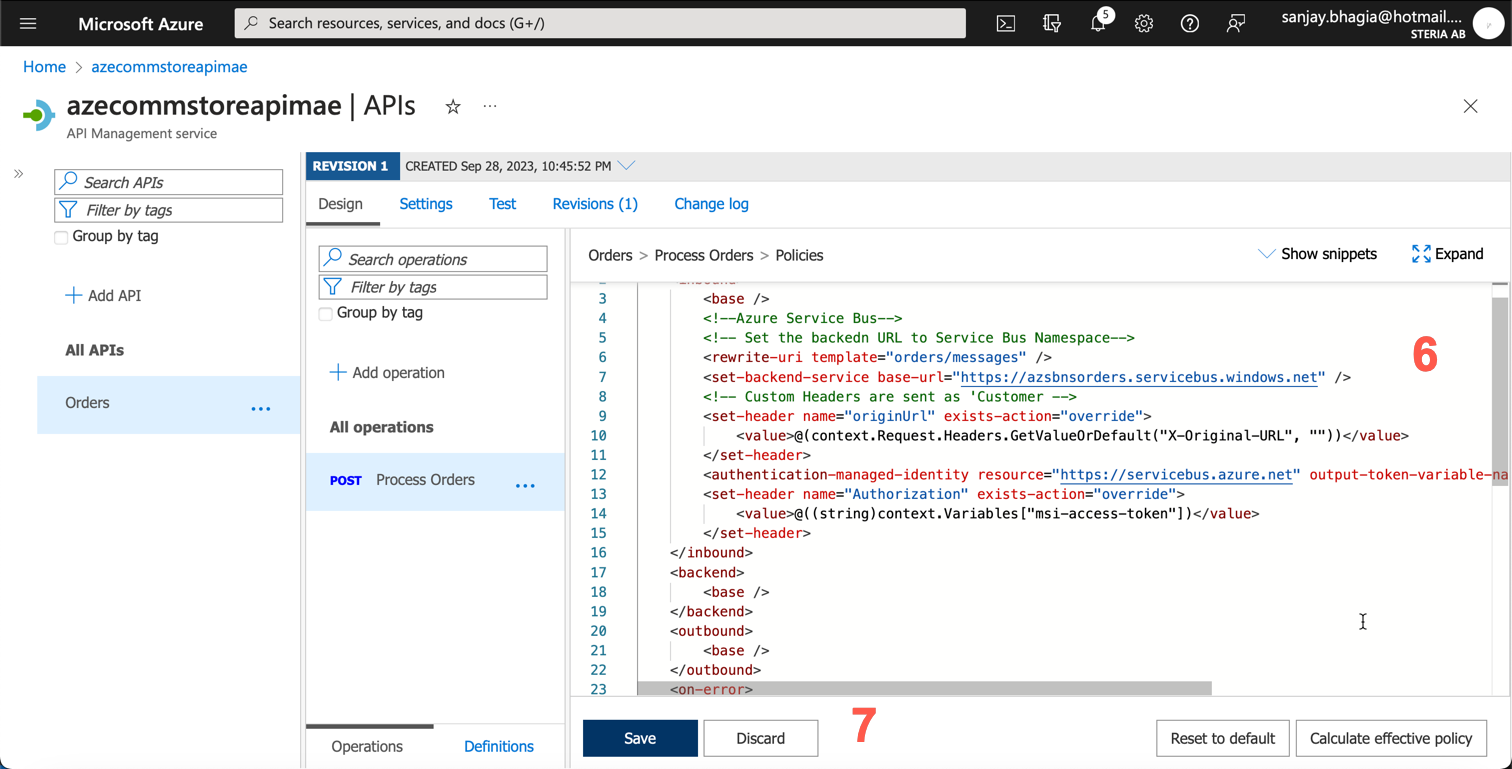 Microsoft Azure
Search resources, services, and docs (G+/)
5
sanjay.bhagia@hotmail....
STERIA AB
Home > azecommstoreapimae
azecommstoreapimae | APIs
API Management service
Search APIs
Filter by tags
Group by tag
Add API
All APIs
Orders
REVISION 1 CREATED Sep 28, 2023, 10:45:52 PM
Design Settings Test Revisions (1) Change log
Search operations
Filter by tags
Group by tag
Add operation
All operations
POST Process Orders
Operations Definitions
Orders > Process Orders > Policies
Show snippets Expand
3 <base />
4 <!--Azure Service Bus-->
5 <!-- Set the backedn URL to Service Bus Namespace-->
6 <rewrite-uri template="orders/messages" />
7 <set-backend-service base-url="https://azsbnsorders.servicebus.windows.net" />
8 <!-- Custom Headers are sent as 'Customer -->
9 <set-header name="originUrl" exists-action="override">
10 <value>@(context.Request.Headers.GetValueOrDefault("X-Original-URL", ""))</value>
11 </set-header>
12 <authentication-managed-identity resource="https://servicebus.azure.net" output-token-variable-na
13 <set-header name="Authorization" exists-action="override">
14 <value>@((string)context.Variables["msi-access-token"])</value>
15 </set-header>
16 </inbound>
17 <backend>
18 <base />
19 </backend>
20 <outbound>
21 <base />
22 </outbound>
23 <on-error>
6
Save Discard
7
Reset to default Calculate effective policy